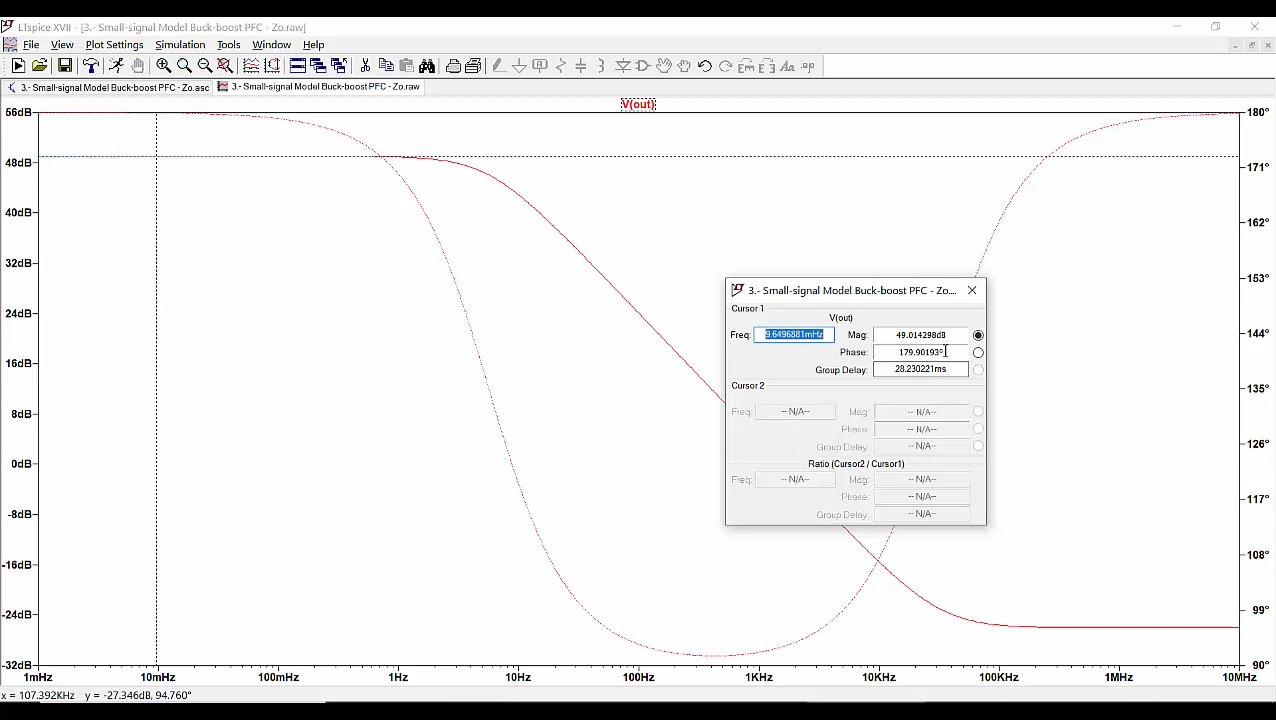 LTspice XVII - [3.- Small-signal Model Buck-boost PFC - Zo.raw]
File View Plot Settings Simulation Tools Window Help
3.- Small-signal Model Buck-boost PFC - Zo.asc 3.- Small-signal Model Buck-boost PFC - Zo.raw
V(out)
56dB 180°
48dB 171°
40dB 162°
32dB 153°
24dB 144°
16dB 135°
8dB 126°
0dB 117°
-8dB 108°
-16dB 99°
-24dB 90°
-32dB
1mHz 10mHz 100mHz 1Hz 10Hz 100Hz 1KHz 10KHz 100KHz 1MHz 10MHz
3.- Small-signal Model Buck-boost PFC - Zo....
Cursor 1
V(out)
Freq: 9.6496881mHz Mag: 49.014298dB
Phase: 179.90193°
Group Delay: 28.230221ms
Cursor 2
Freq: -- N/A-- Mag: -- N/A--
Phase: -- N/A--
Group Delay: -- N/A--
Ratio (Cursor2 / Cursor1)
Freq: -- N/A-- Mag: -- N/A--
Phase: -- N/A--
Group Delay: -- N/A--
x = 107.392KHz y = -27.346dB, 94.760°